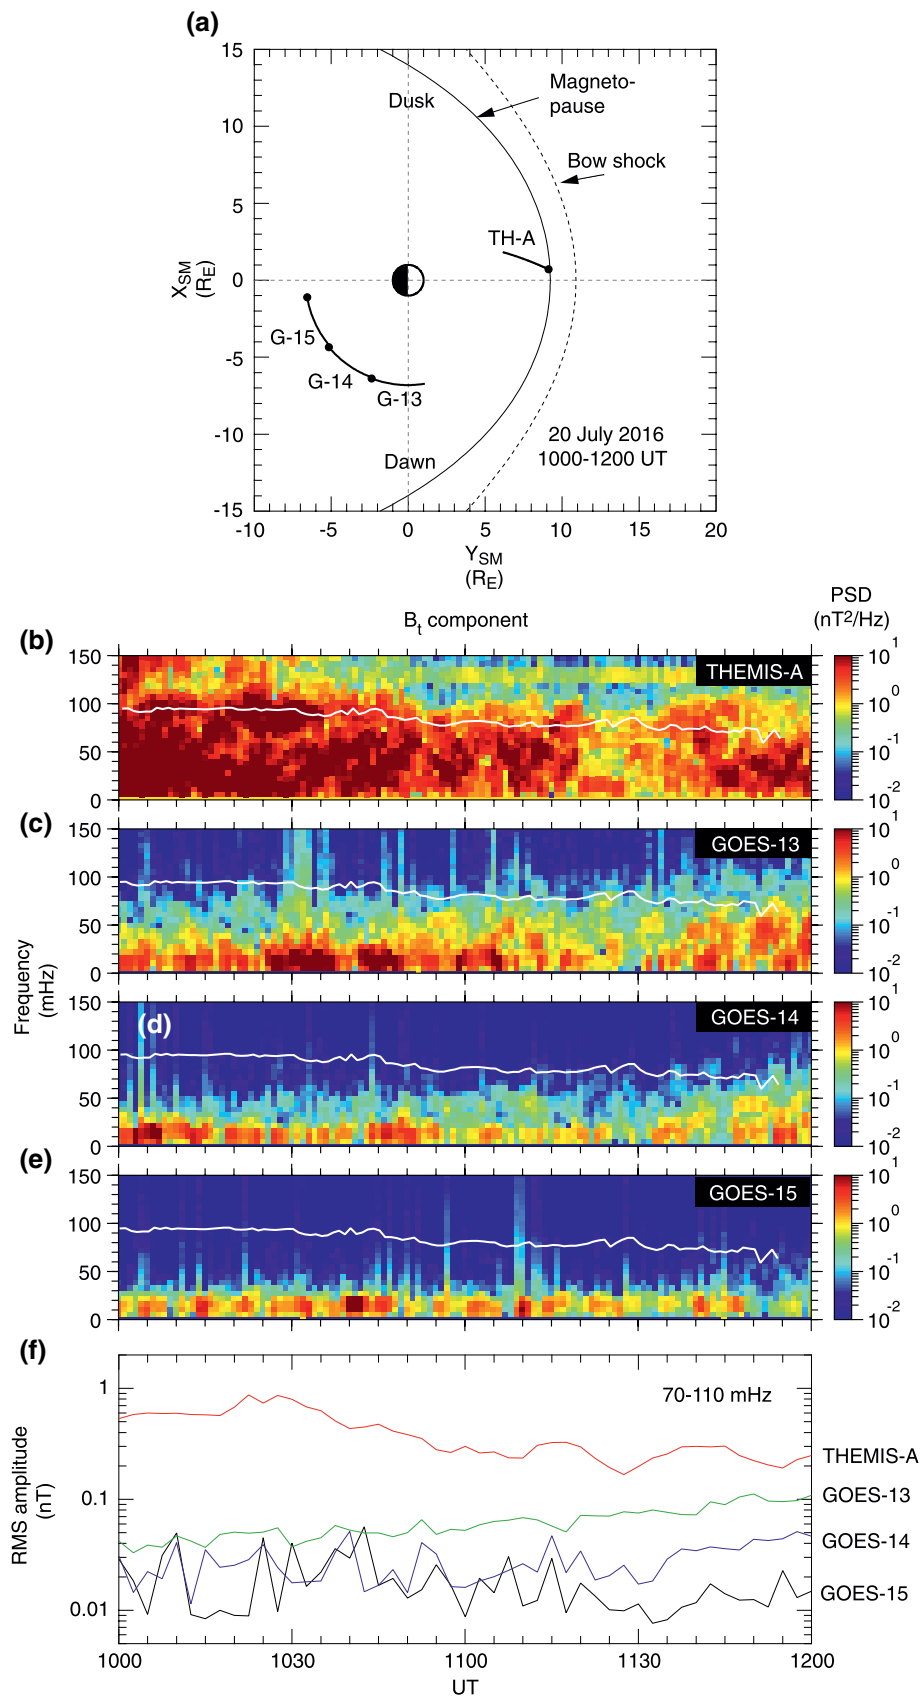 (a)
15
10
5
0
-5
-10
-15
X_SM
(R_E)
Dusk
Magneto-
pause
Bow shock
TH-A
G-15
G-14
G-13
Dawn
20 July 2016
1000-1200 UT
-10 -5 0 5 10 15 20
Y_SM
(R_E)
B_t component
PSD
(nT²/Hz)
(b)
150
100
50
0
THEMIS-A
10^1
10^0
10^-1
10^-2
(c)
150
100
50
0
GOES-13
10^1
10^0
10^-1
10^-2
Frequency
(mHz)
(d)
150
100
50
0
GOES-14
10^1
10^0
10^-1
10^-2
(e)
150
100
50
0
GOES-15
10^1
10^0
10^-1
10^-2
(f)
1
0.1
0.01
RMS amplitude
(nT)
70-110 mHz
THEMIS-A
GOES-13
GOES-14
GOES-15
1000 1030 1100 1130 1200
UT